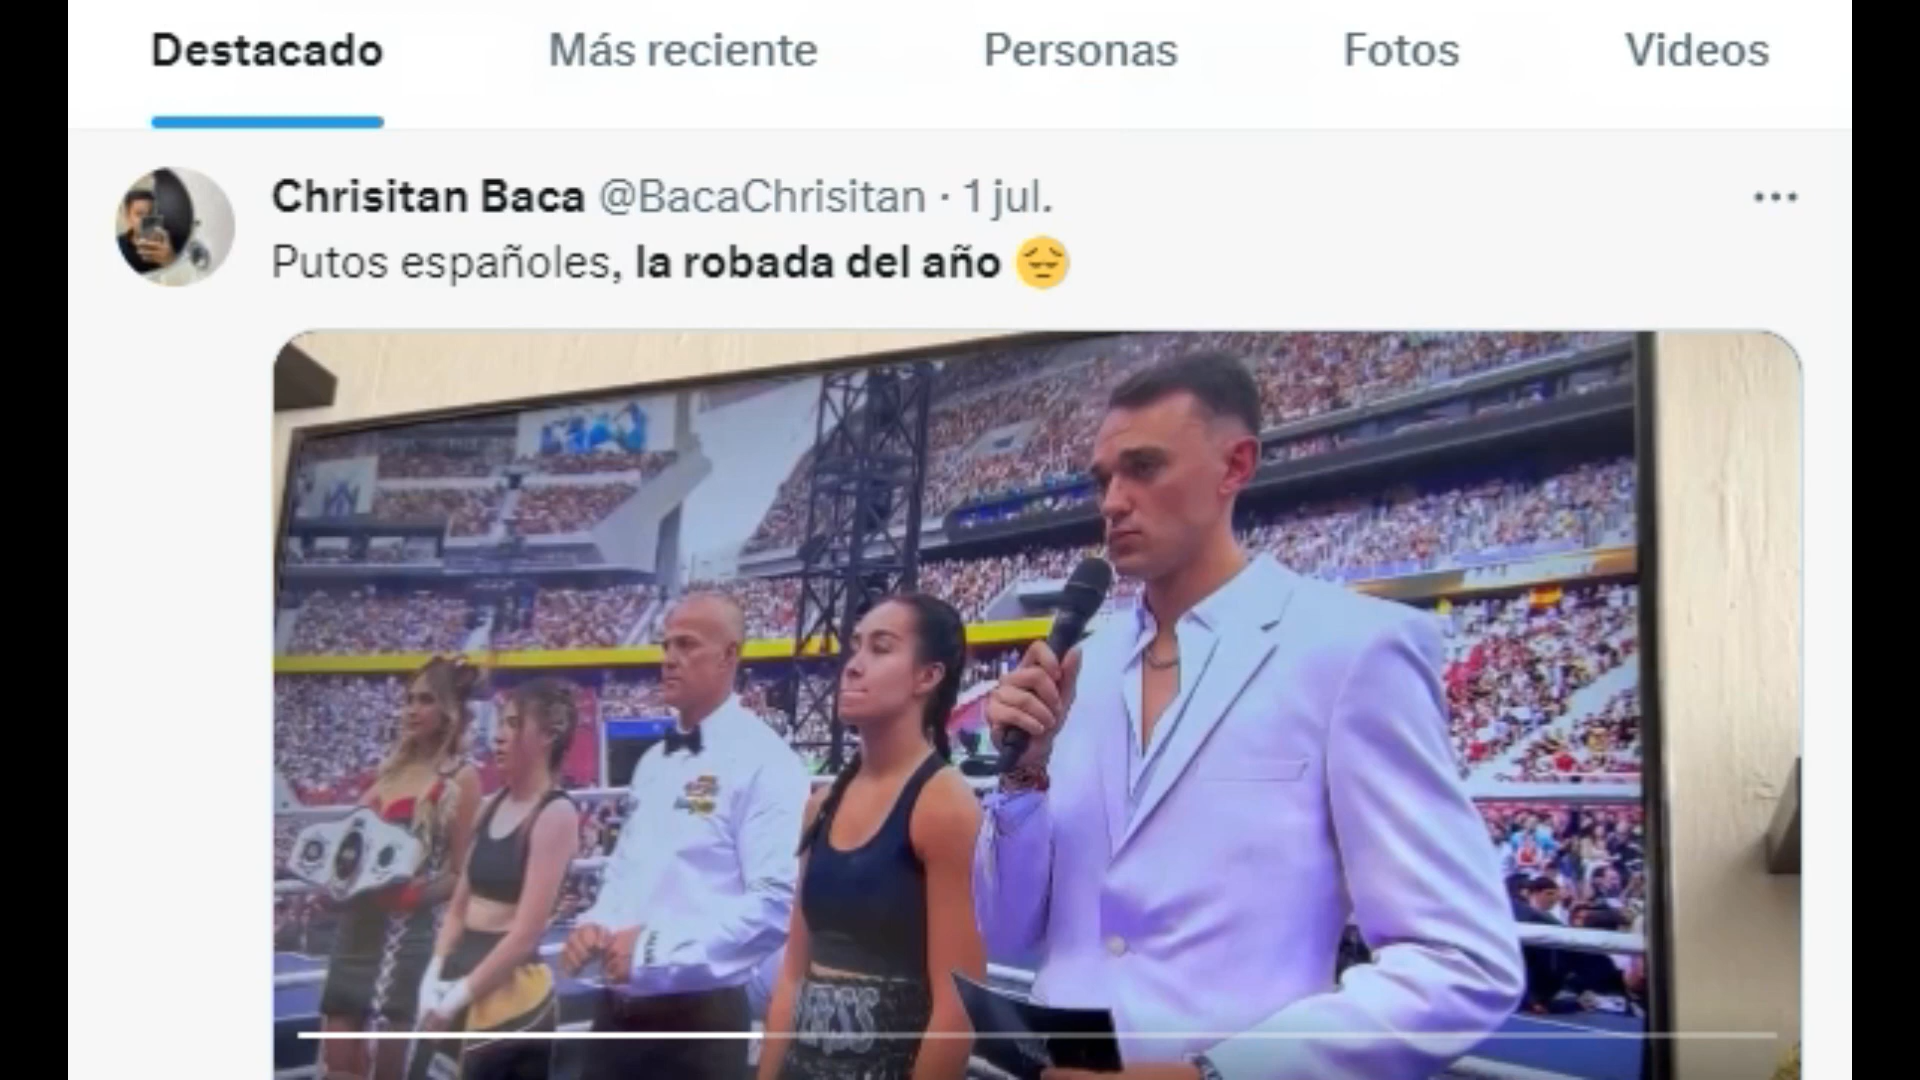 Destacado Más reciente Personas Fotos Videos
Chrisitan Baca @BacaChrisitan · 1 jul.
Putos españoles, la robada del año 😔